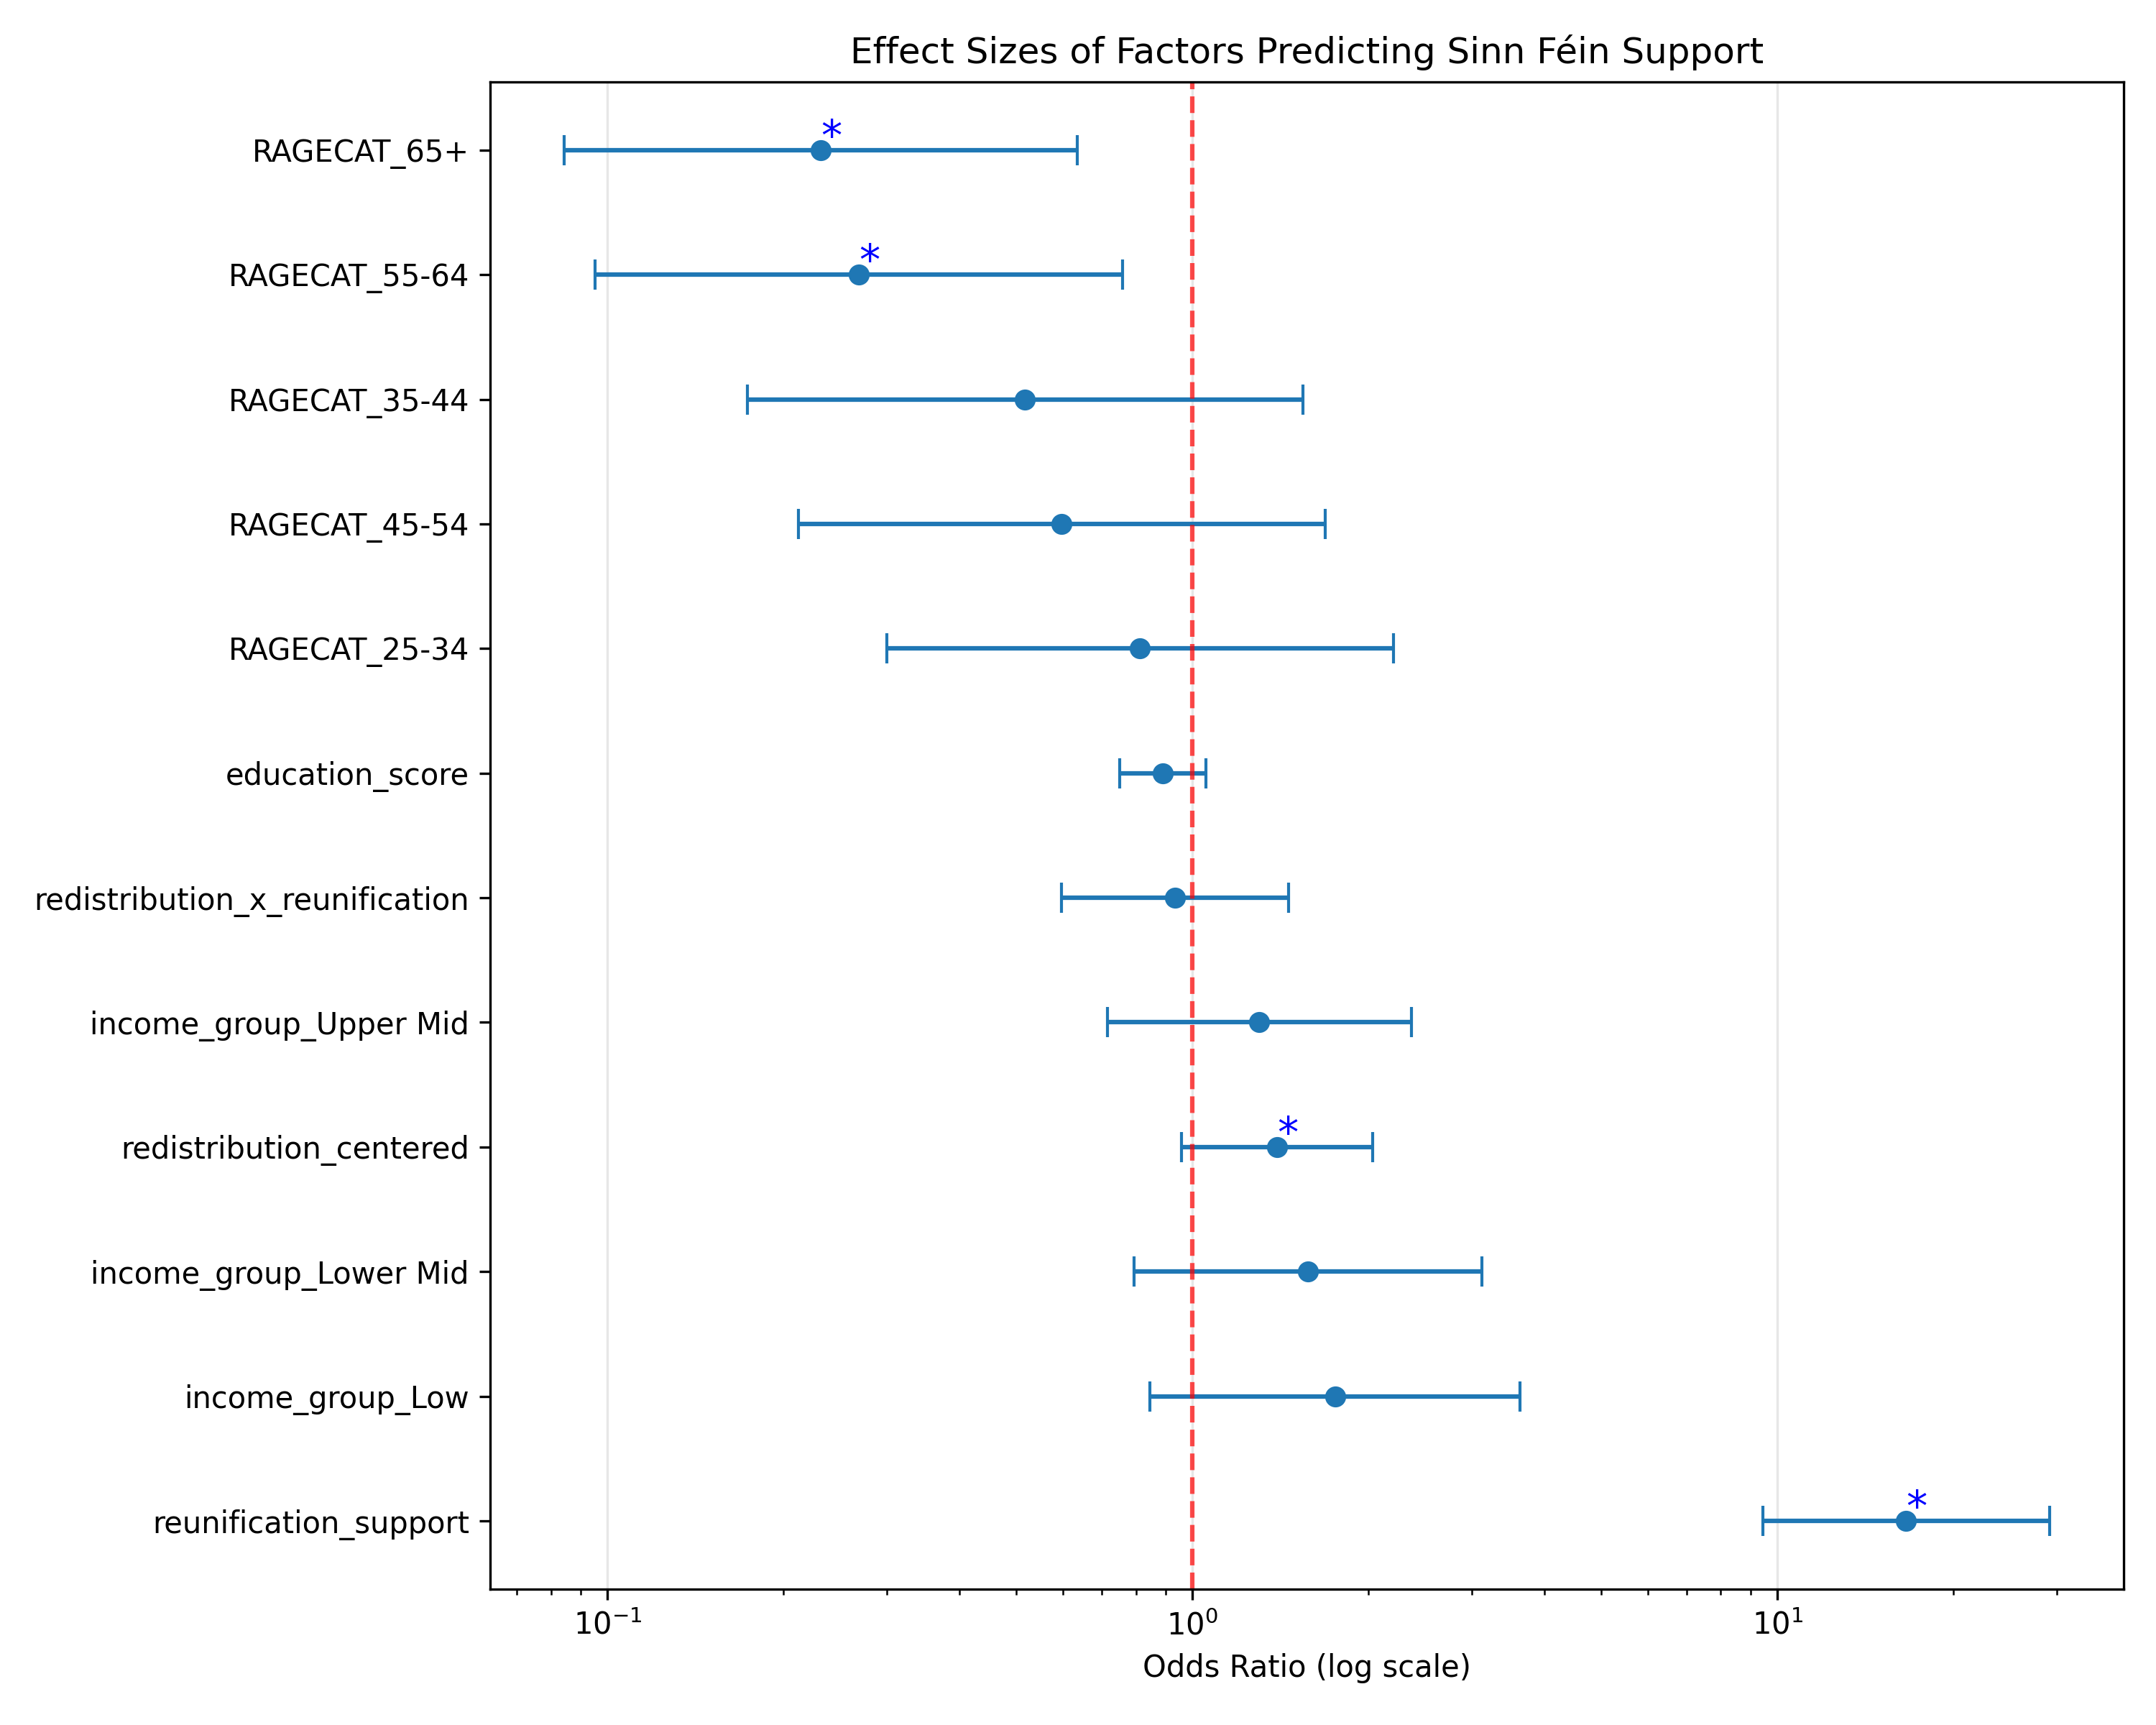 Effect Sizes of Factors Predicting Sinn Féin Support
*
RAGECAT_65+
*
RAGECAT_55-64
RAGECAT_35-44
RAGECAT_45-54
RAGECAT_25-34
education_score
redistribution_x_reunification
income_group_Upper Mid
*
redistribution_centered
income_group_Lower Mid
income_group_Low
*
reunification_support
10⁻¹ 10⁰ 10¹
Odds Ratio (log scale)